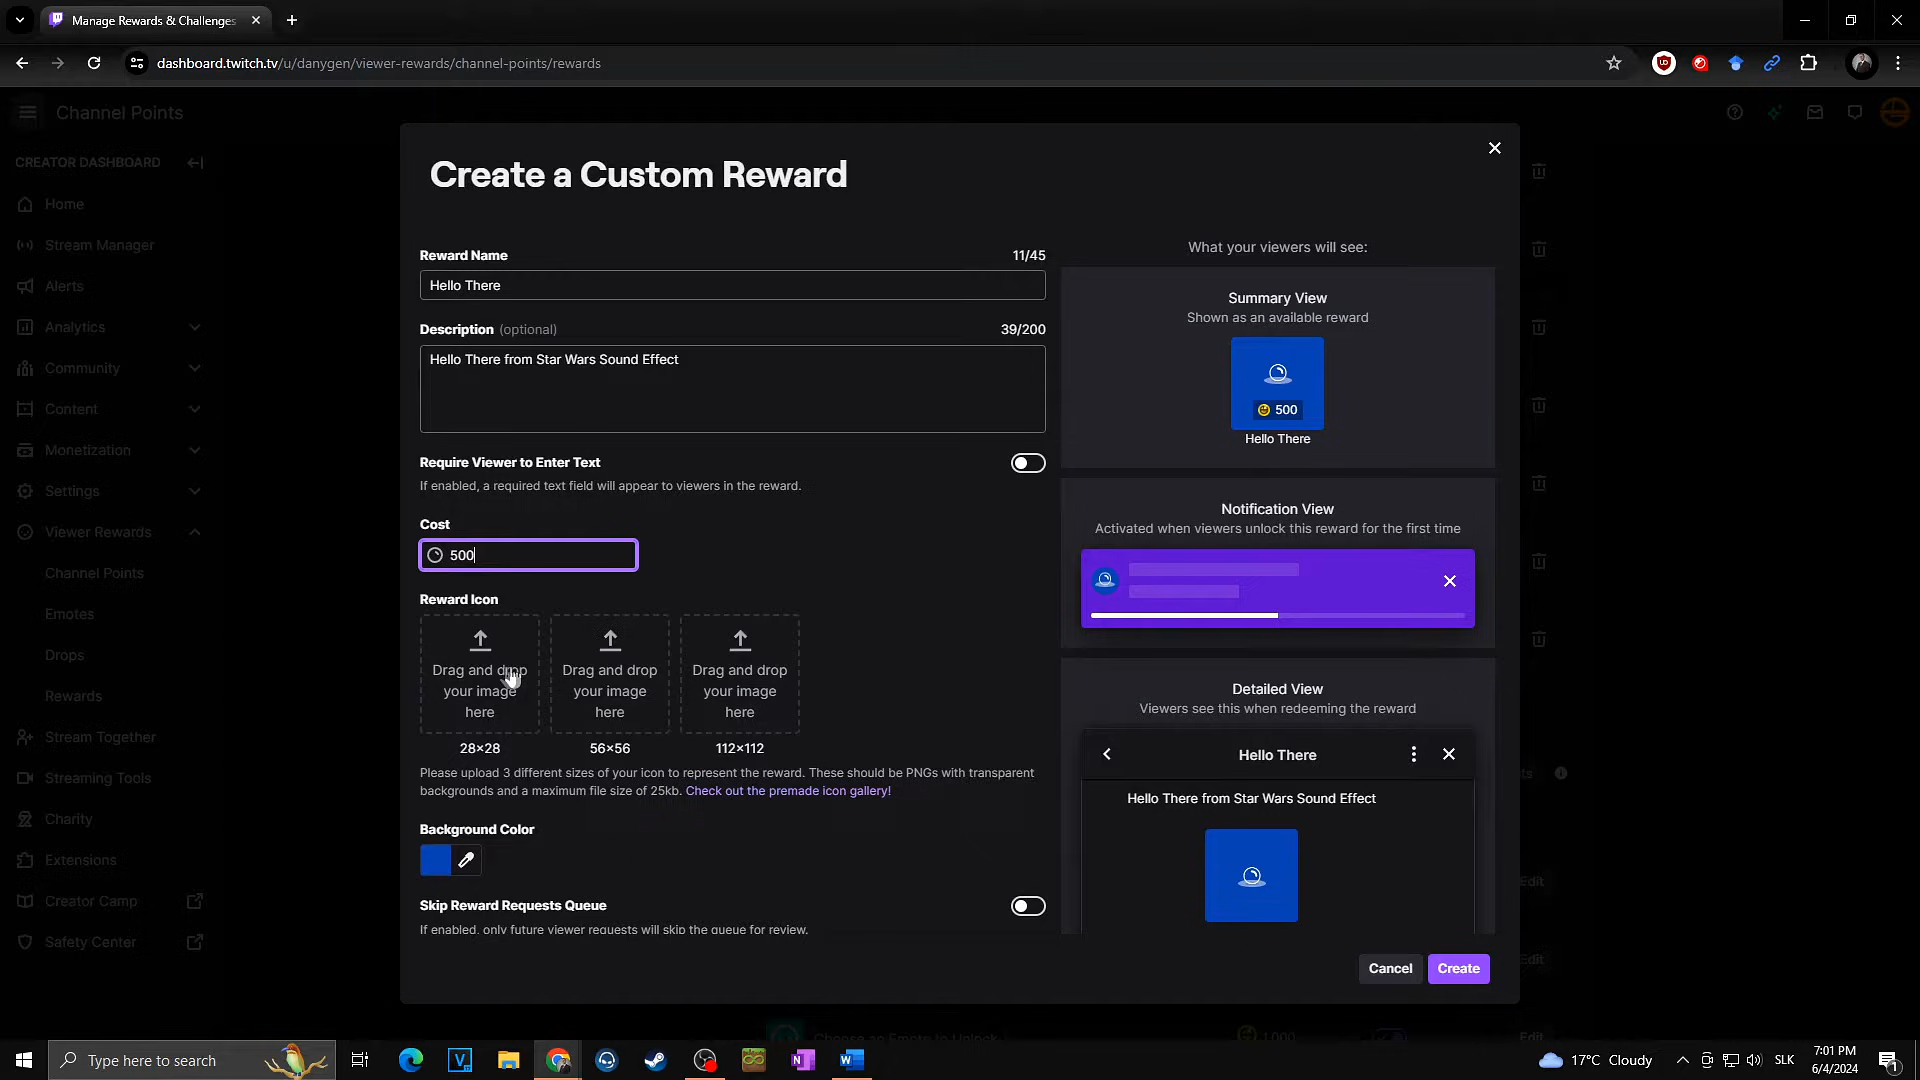 Manage Rewards & Challenges
dashboard.twitch.tv/u/danygen/viewer-rewards/channel-points/rewards
Channel Points
CREATOR DASHBOARD
Home
Stream Manager
Alerts
Analytics
Community
Content
Monetization
Settings
Viewer Rewards
Channel Points
Emotes
Drops
Rewards
Stream Together
Streaming Tools
Charity
Extensions
Creator Camp
Safety Center
Create a Custom Reward
Reward Name 11/45
Hello There
Description (optional) 39/200
Hello There from Star Wars Sound Effect
Require Viewer to Enter Text
If enabled, a required text field will appear to viewers in the reward.
Cost
500
Reward Icon
Drag and drop your image here
Drag and drop your image here
Drag and drop your image here
28×28 56×56 112×112
Please upload 3 different sizes of your icon to represent the reward. These should be PNGs with transparent
backgrounds and a maximum file size of 25kb. Check out the premade icon gallery!
Background Color
Skip Reward Requests Queue
If enabled, only future viewer requests will skip the queue for review.
What your viewers will see:
Summary View
Shown as an available reward
500
Hello There
Notification View
Activated when viewers unlock this reward for the first time
Detailed View
Viewers see this when redeeming the reward
Hello There
Hello There from Star Wars Sound Effect
Cancel Create
Edit
Edit
1,000
Edit
Type here to search
17°C Cloudy
SLK
7:01 PM
6/4/2024